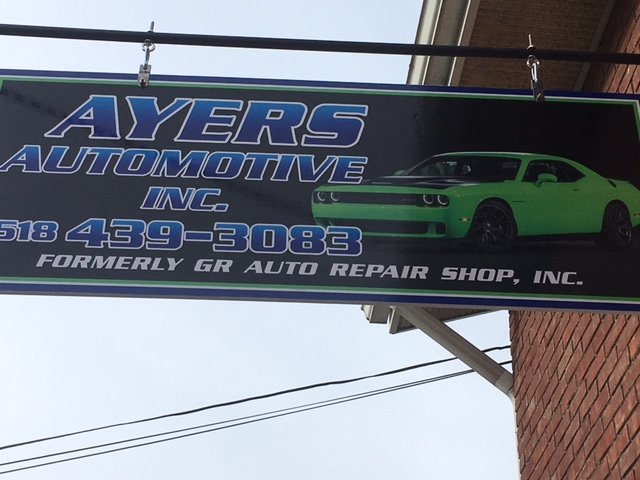 AYERS
AUTOMOTIVE
INC.
518 439-3083
FORMERLY GR AUTO REPAIR SHOP, INC.